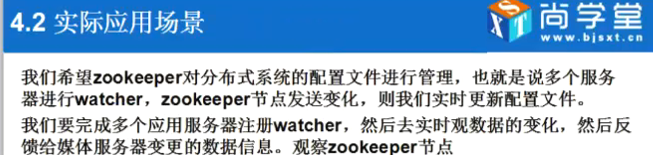 4.2 实际应用场景
尚学堂
www.bjsxt.com
我们希望zookeeper对分布式系统的配置文件进行管理，也就是说多个服务
器进行watcher，zookeeper节点发送变化，则我们实时更新配置文件。
我们要完成多个应用服务器注册watcher，然后去实时观数据的变化，然后反
馈给媒体服务器变更的数据信息。观察zookeeper节点